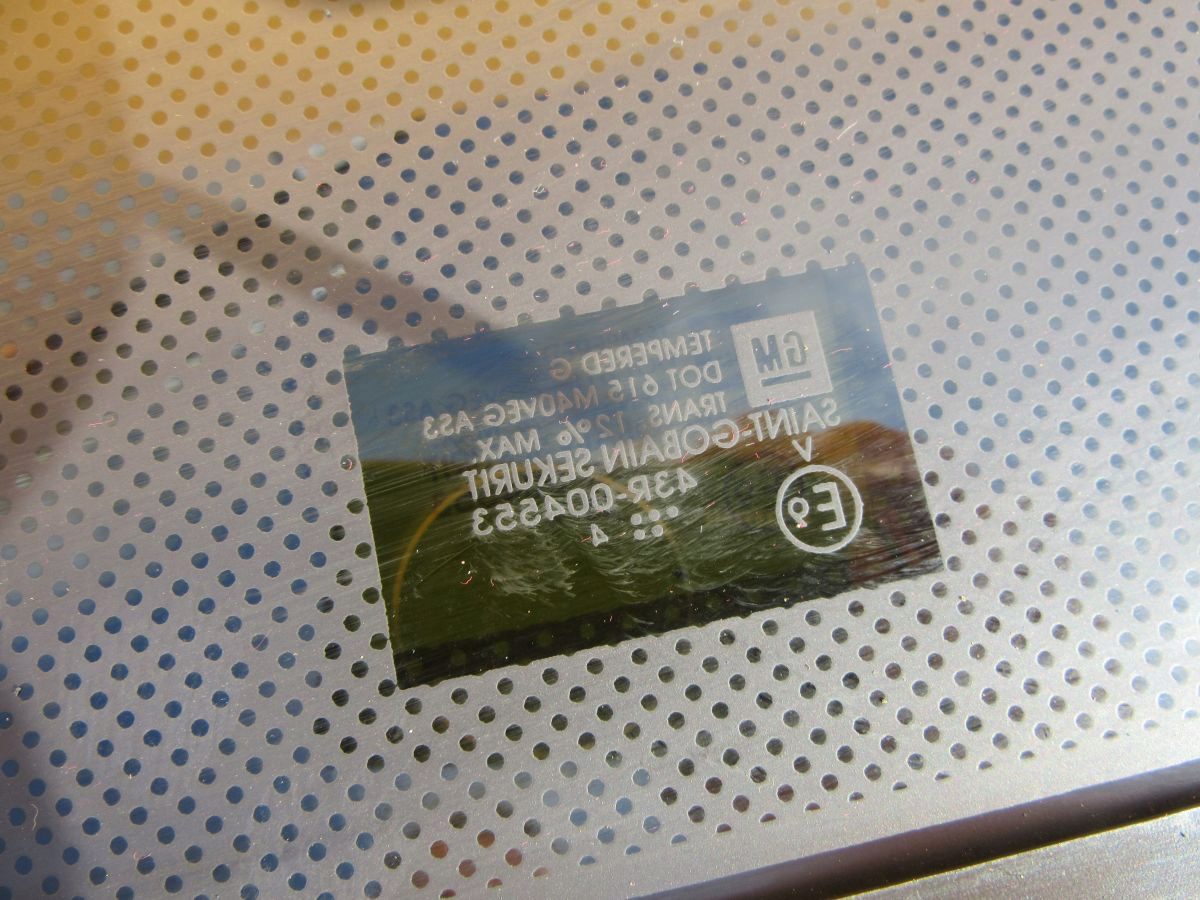 GM
TEMPERED G
DOT 615 M40VEG AS3
TRANS. 12% MAX.
SAINT-GOBAIN SEKURIT
V
43R-004553
E9
4